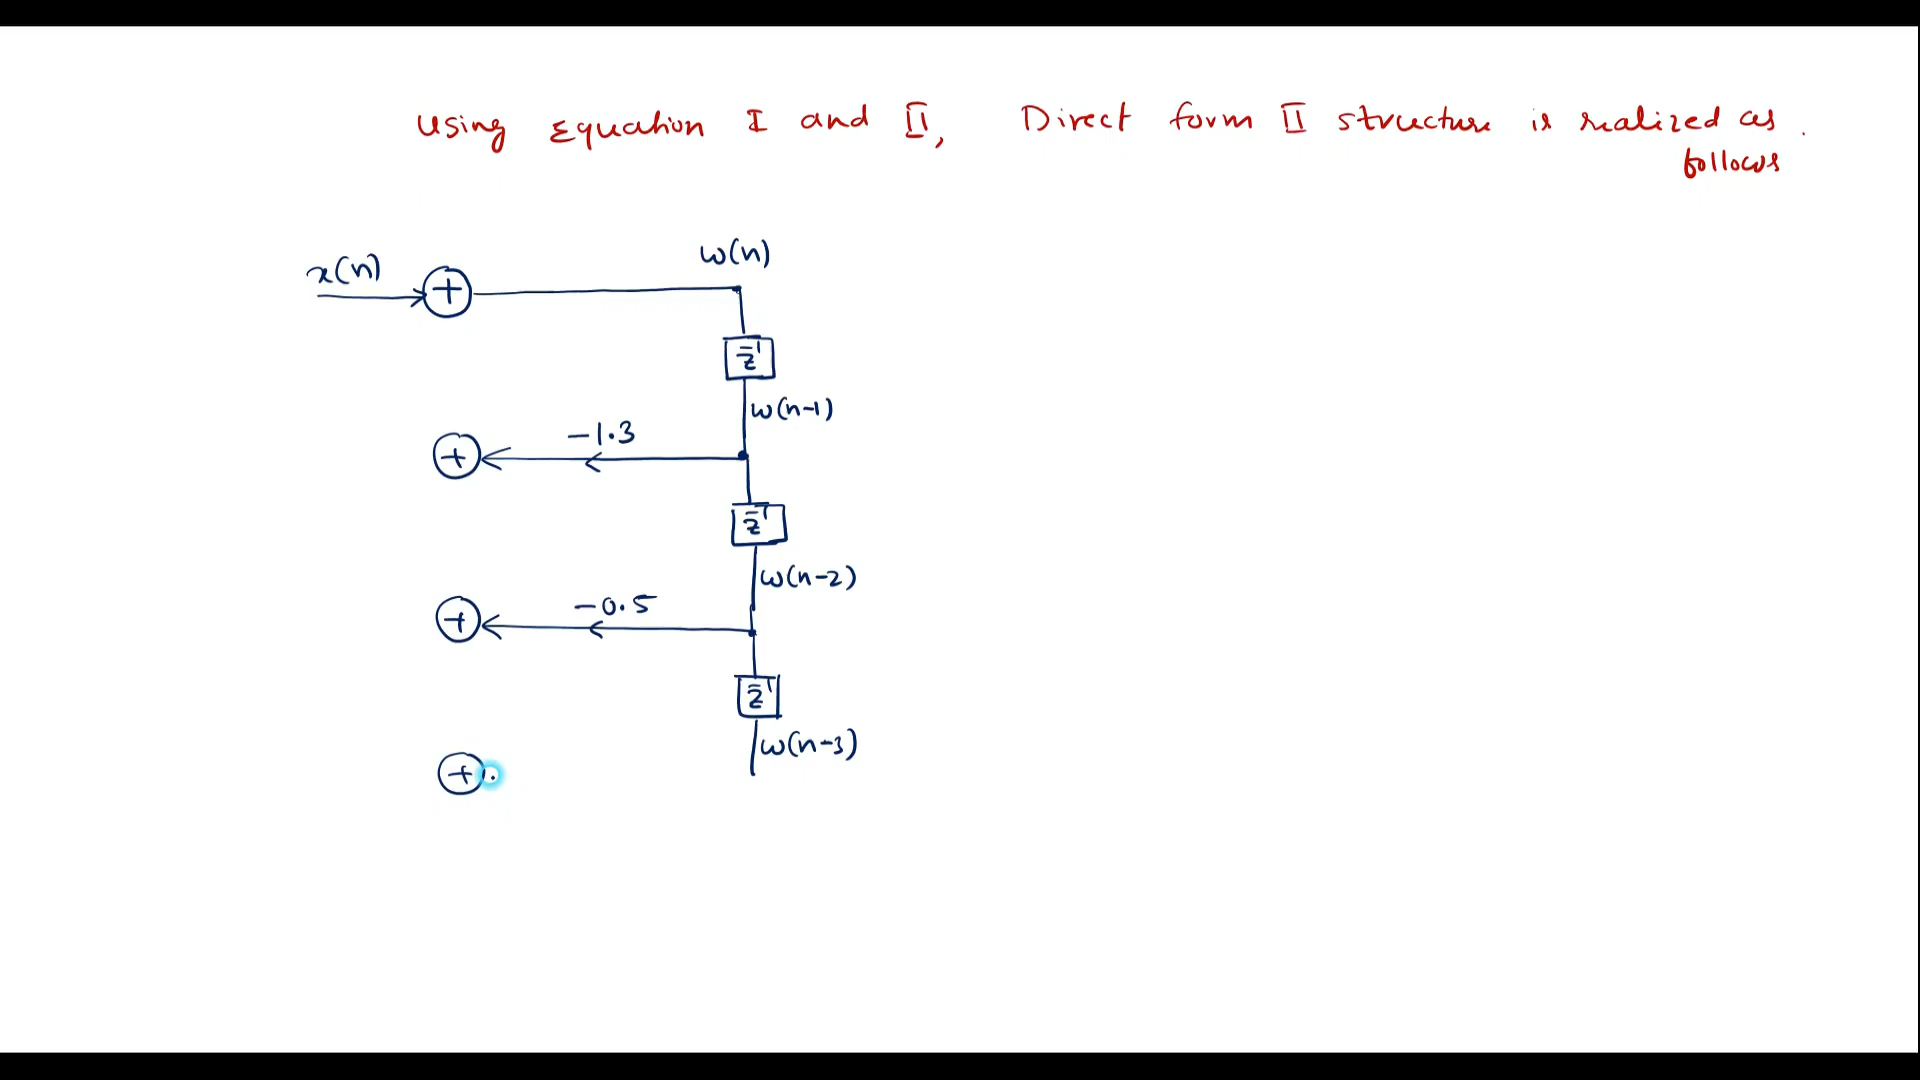 Using Equation I and II, Direct form II structure is realized as
follows
x(n)
+
w(n)
z⁻¹
w(n-1)
-1.3
+
z⁻¹
w(n-2)
-0.5
+
z⁻¹
w(n-3)
+